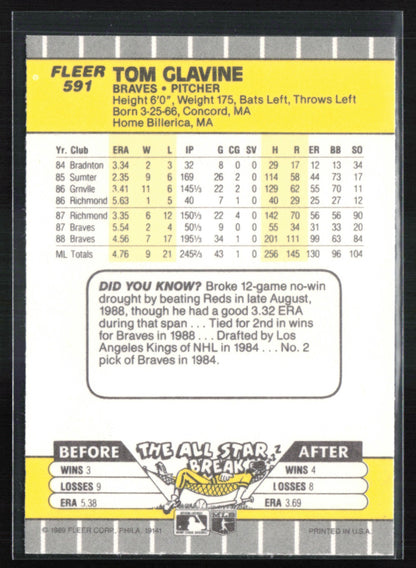 FLEER
591
TOM GLAVINE
BRAVES • PITCHER
Height 6'0", Weight 175, Bats Left, Throws Left
Born 3-25-66, Concord, MA
Home Billerica, MA
Yr. Club ERA W L IP G CG SV H R ER BB SO
84 Bradnton 3.34 2 3 32 8 0 0 29 17 12 13 34
85 Sumter 2.35 9 6 169 26 2 0 114 58 44 73 174
86 Grnvile 3.41 11 6 145⅓ 22 2 0 129 62 55 70 114
86 Richmond 5.63 1 5 40 7 1 0 40 29 25 27 12
87 Richmond 3.35 6 12 150⅓ 22 4 0 142 70 56 56 90
87 Braves 5.54 2 4 50⅓ 9 0 0 55 34 31 33 20
88 Braves 4.56 7 17 195⅓ 34 1 0 201 111 99 63 84
ML Totals 4.76 9 21 245⅔ 43 1 0 256 145 130 96 104
DID YOU KNOW? Broke 12-game no-win
drought by beating Reds in late August,
1988, though he had a good 3.32 ERA
during that span . . . Tied for 2nd in wins
for Braves in 1988 . . . Drafted by Los
Angeles Kings of NHL in 1984 . . . No. 2
pick of Braves in 1984.
BEFORE THE ALL STAR BREAK AFTER
WINS 3 WINS 4
LOSSES 9 LOSSES 8
ERA 5.38 ERA 3.69
© 1989 FLEER CORP., PHILA. 19141 PRINTED IN U.S.A.